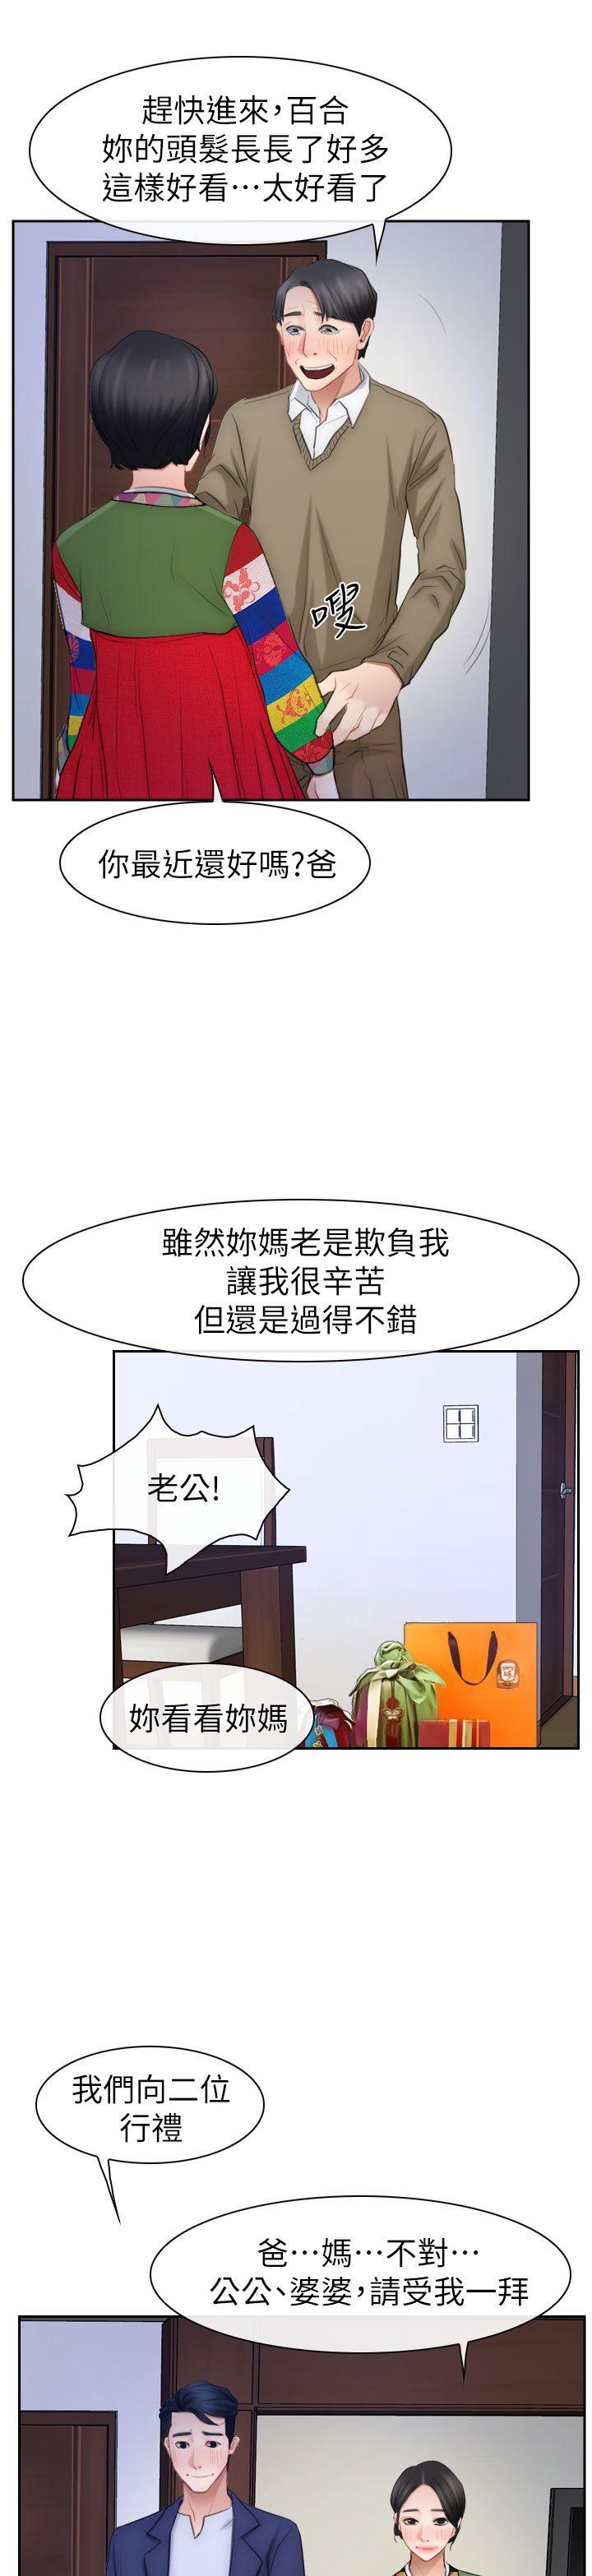 趕快進來，百合
妳的頭髮長長了好多
這樣好看…太好看了
嗖
你最近還好嗎?爸
雖然妳媽老是欺負我
讓我很辛苦
但還是過得不錯
老公!
妳看看妳媽
我們向二位
行禮
爸…媽…不對…
公公、婆婆，請受我一拜